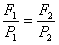 F₁/P₁ = F₂/P₂